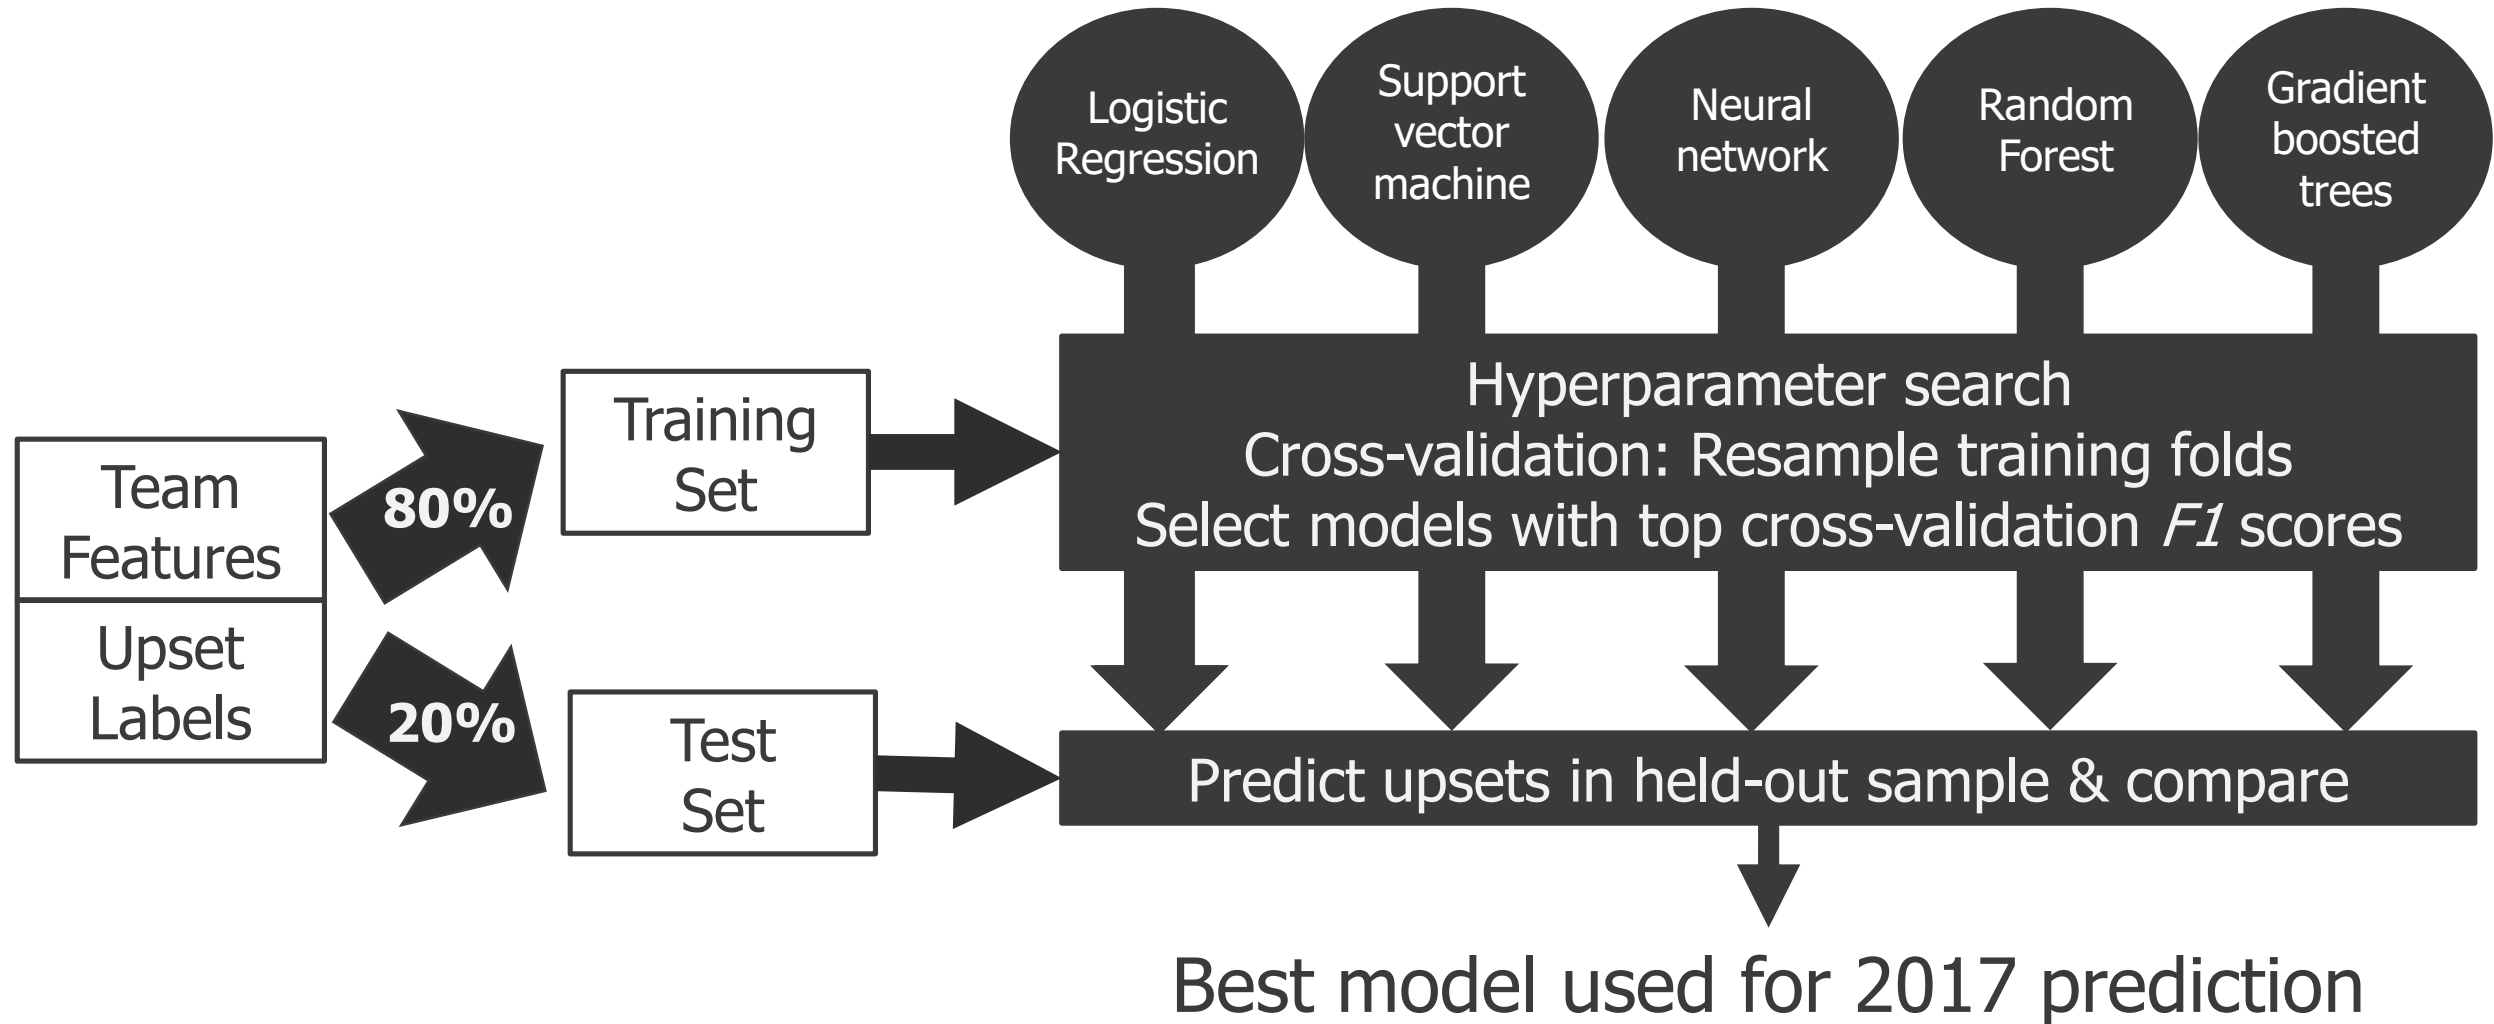 Logistic
Regression
Support
vector
machine
Neural
network
Random
Forest
Gradient
boosted
trees
Team
Features
Upset
Labels
80%
20%
Training
Set
Test
Set
Hyperparameter search
Cross-validation: Resample training folds
Select models with top cross-validation F1 scores
Predict upsets in held-out sample & compare
Best model used for 2017 prediction